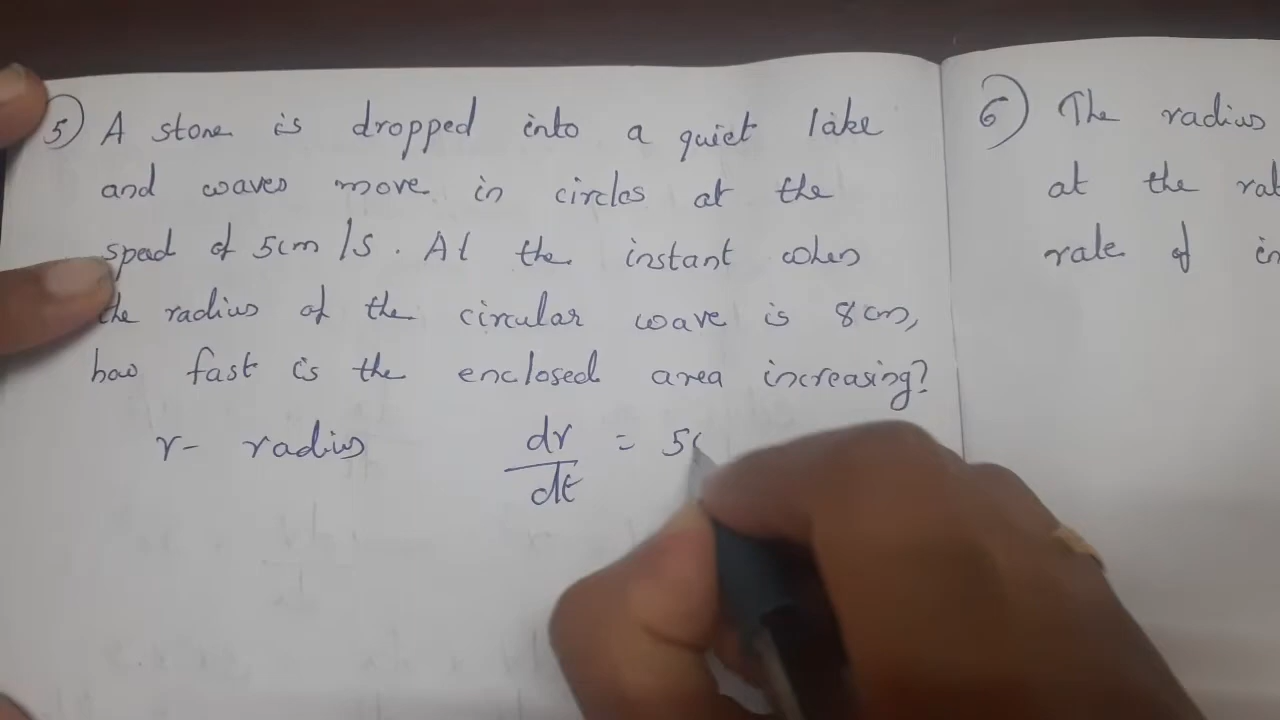 5) A stone is dropped into a quiet lake
and waves move in circles at the
speed of 5cm/s. At the instant when
the radius of the circular wave is 8cm,
how fast is the enclosed area increasing?
r- radius dr/dt = 5
6) The radius
at the
rate of